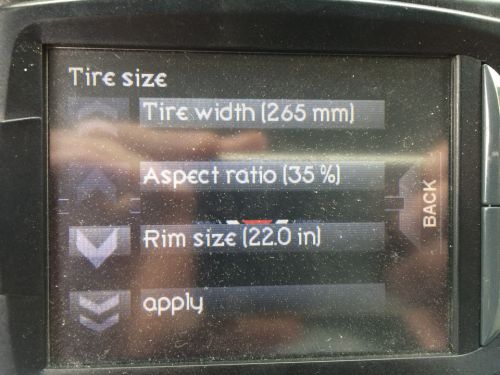 Tire size
Tire width (265 mm)
Aspect ratio (35 %)
BACK
Rim size (22.0 in)
apply